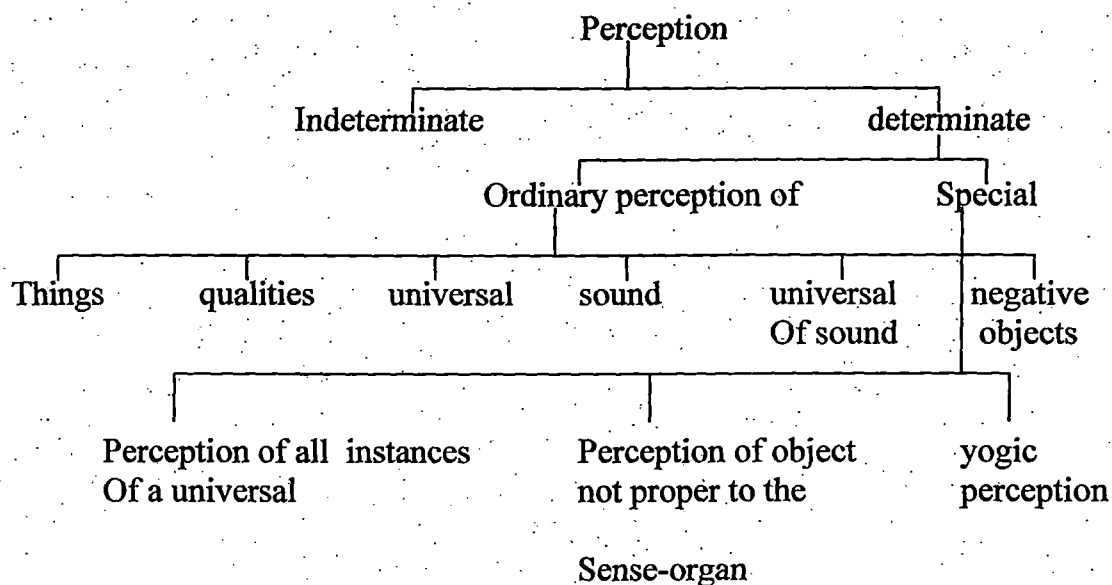 Perception
Indeterminate determinate
Ordinary perception of Special
Things qualities universal sound universal negative
Of sound objects
Perception of all instances Perception of object yogic
Of a universal not proper to the perception
Sense-organ